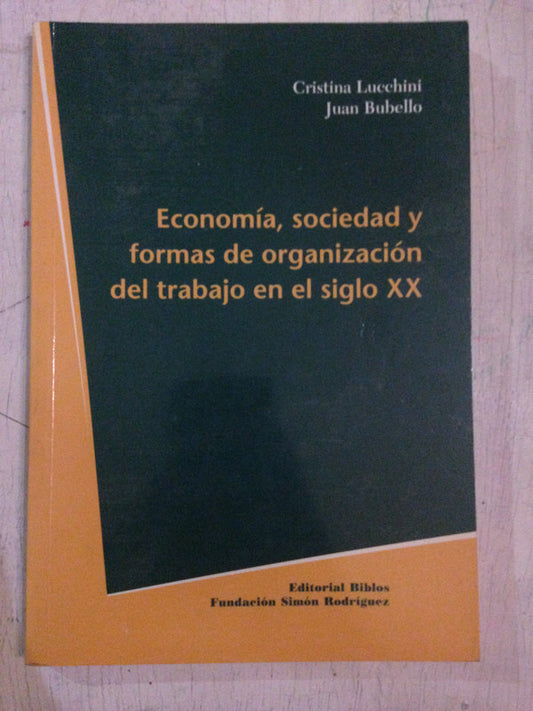 Cristina Lucchini
Juan Bubello
Economía, sociedad y
formas de organización
del trabajo en el siglo XX
Editorial Biblos
Fundación Simón Rodríguez